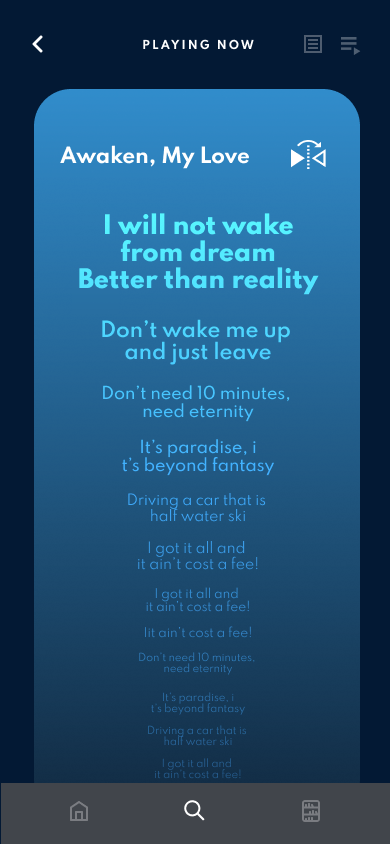 PLAYING NOW
Awaken, My Love
I will not wake
from dream
Better than reality
Don't wake me up
and just leave
Don't need 10 minutes,
need eternity
It's paradise, i
t's beyond fantasy
Driving a car that is
half water ski
I got it all and
it ain't cost a fee!
I got it all and
it ain't cost a fee!
Iit ain't cost a fee!
Don't need 10 minutes,
need eternity
It's paradise, i
t's beyond fantasy
Driving a car that is
half water ski
I got it all and
it ain't cost a fee!